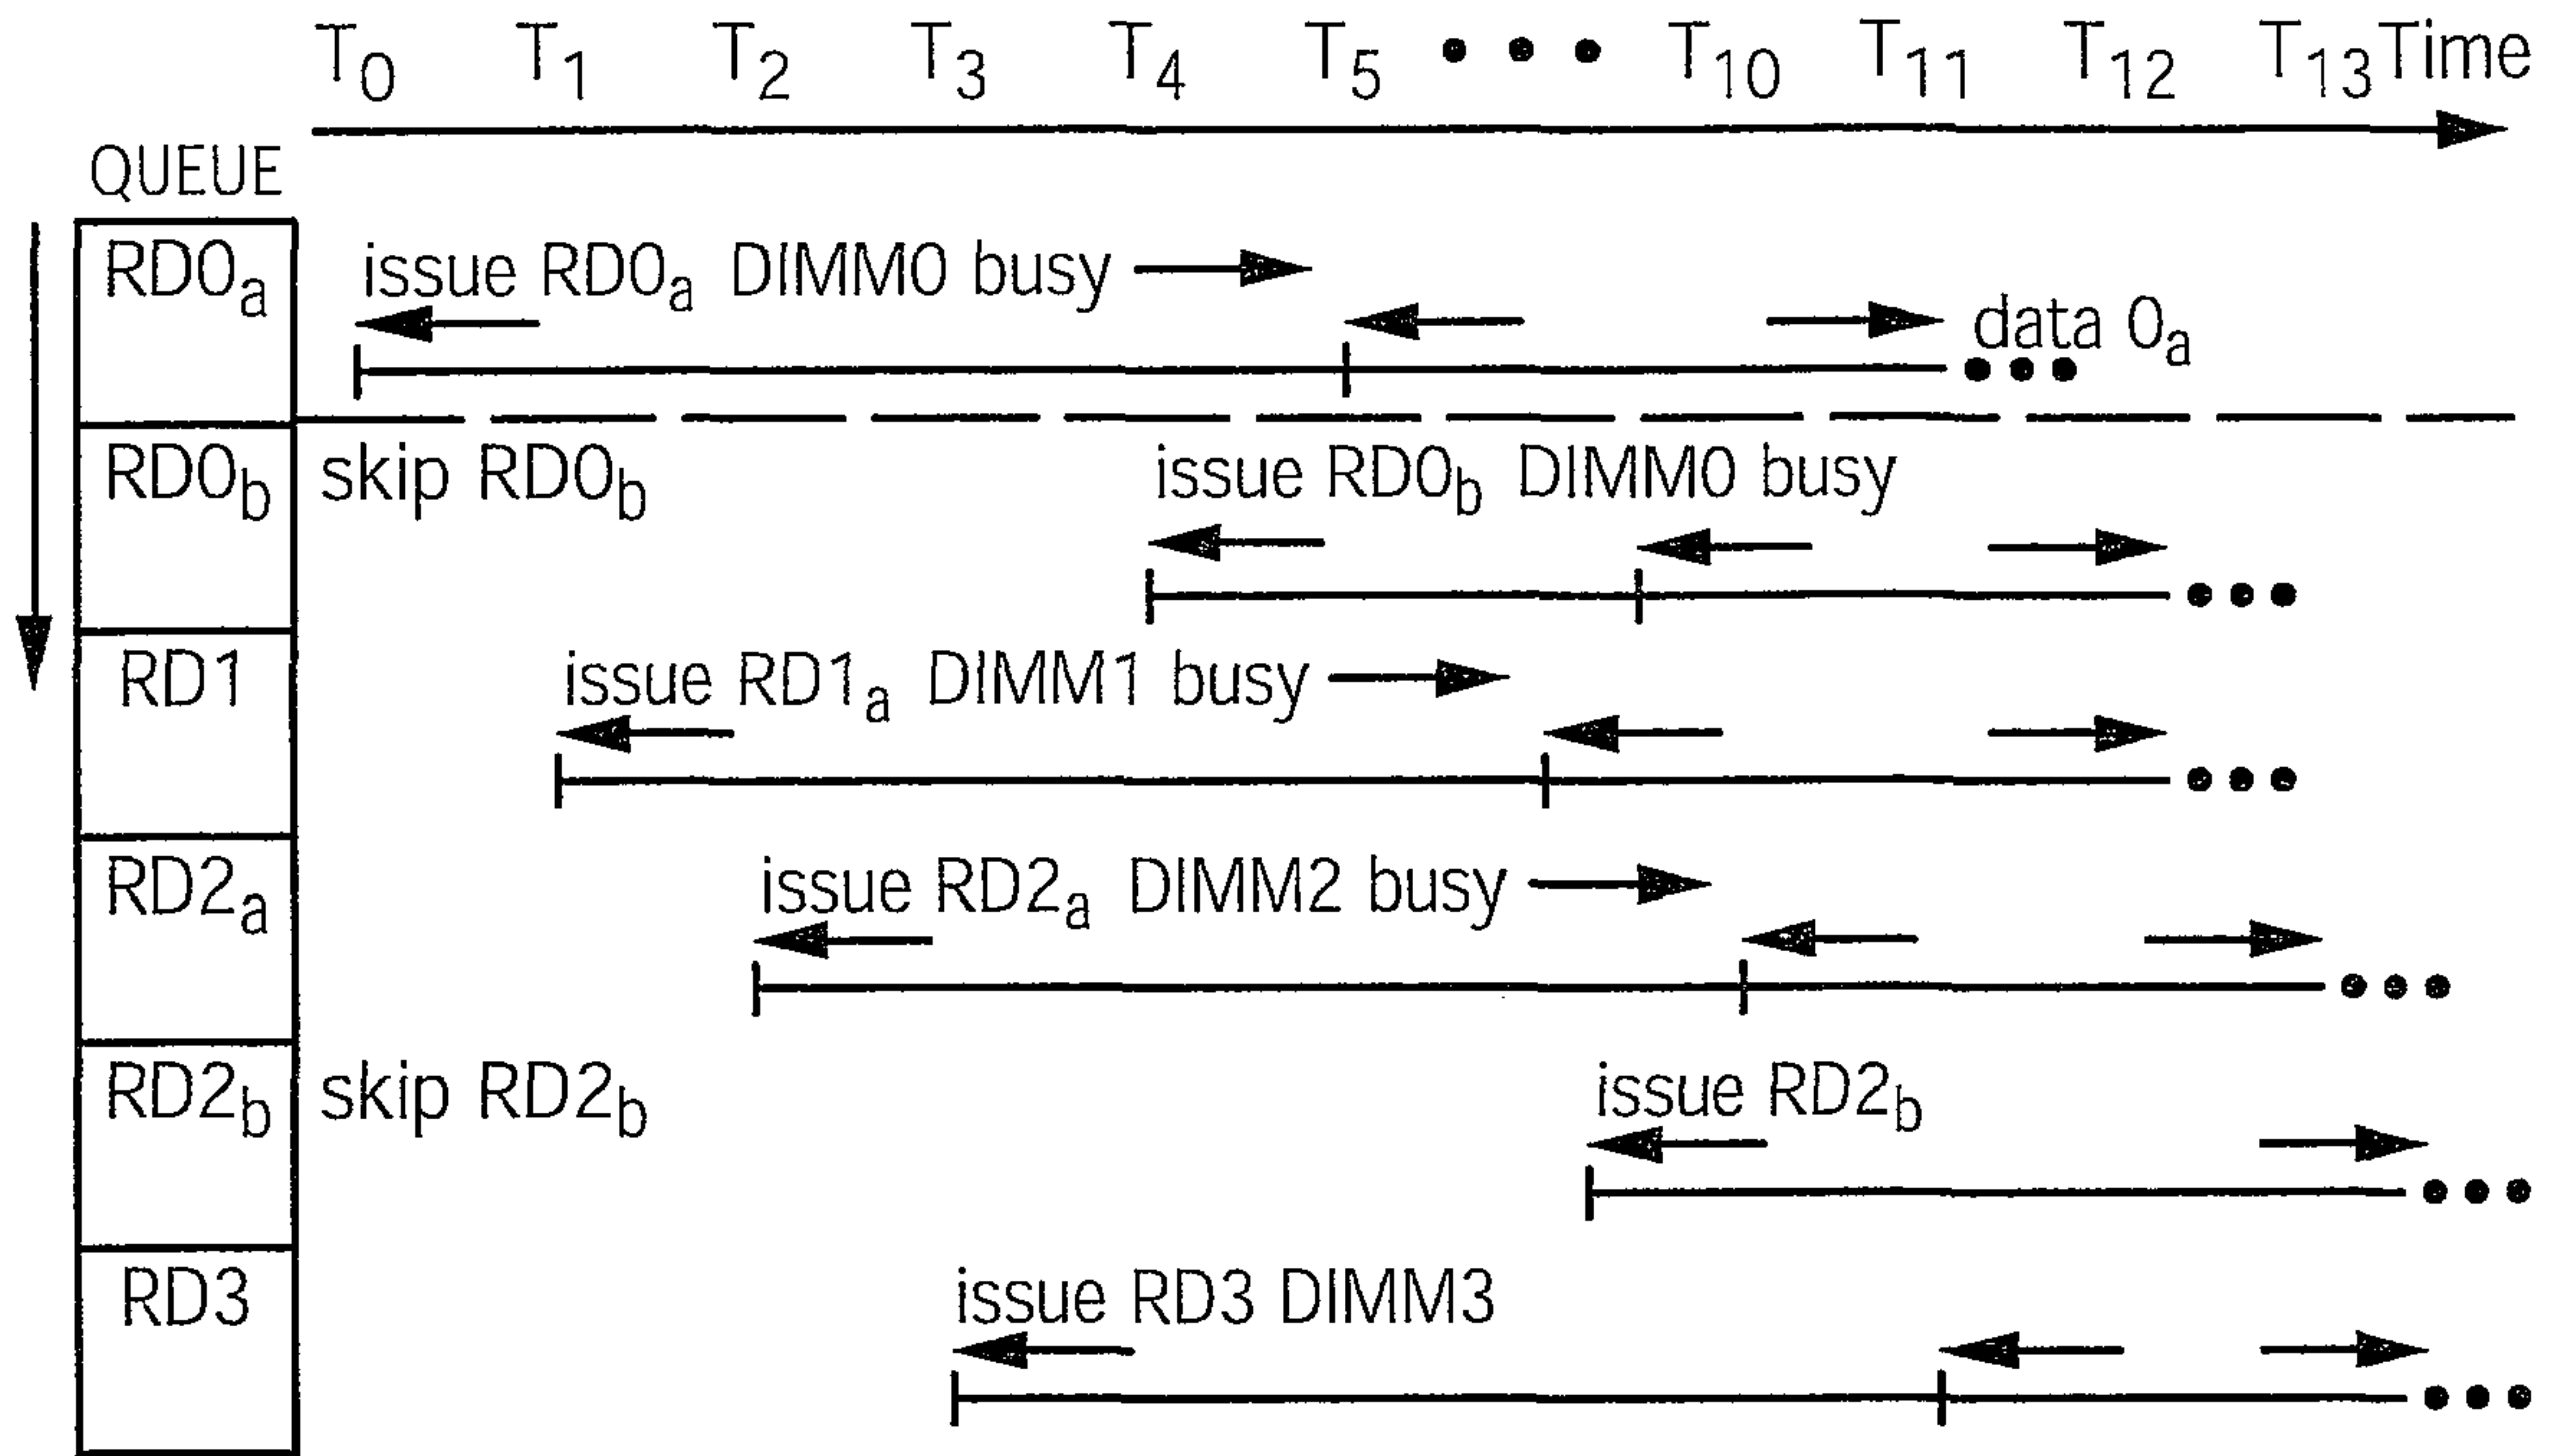 T0 T1 T2 T3 T4 T5 • • • T10 T11 T12 T13 Time
QUEUE
RD0a issue RD0a DIMM0 busy
data 0a
RD0b skip RD0b issue RD0b DIMM0 busy
RD1 issue RD1a DIMM1 busy
RD2a issue RD2a DIMM2 busy
RD2b skip RD2b issue RD2b
RD3 issue RD3 DIMM3